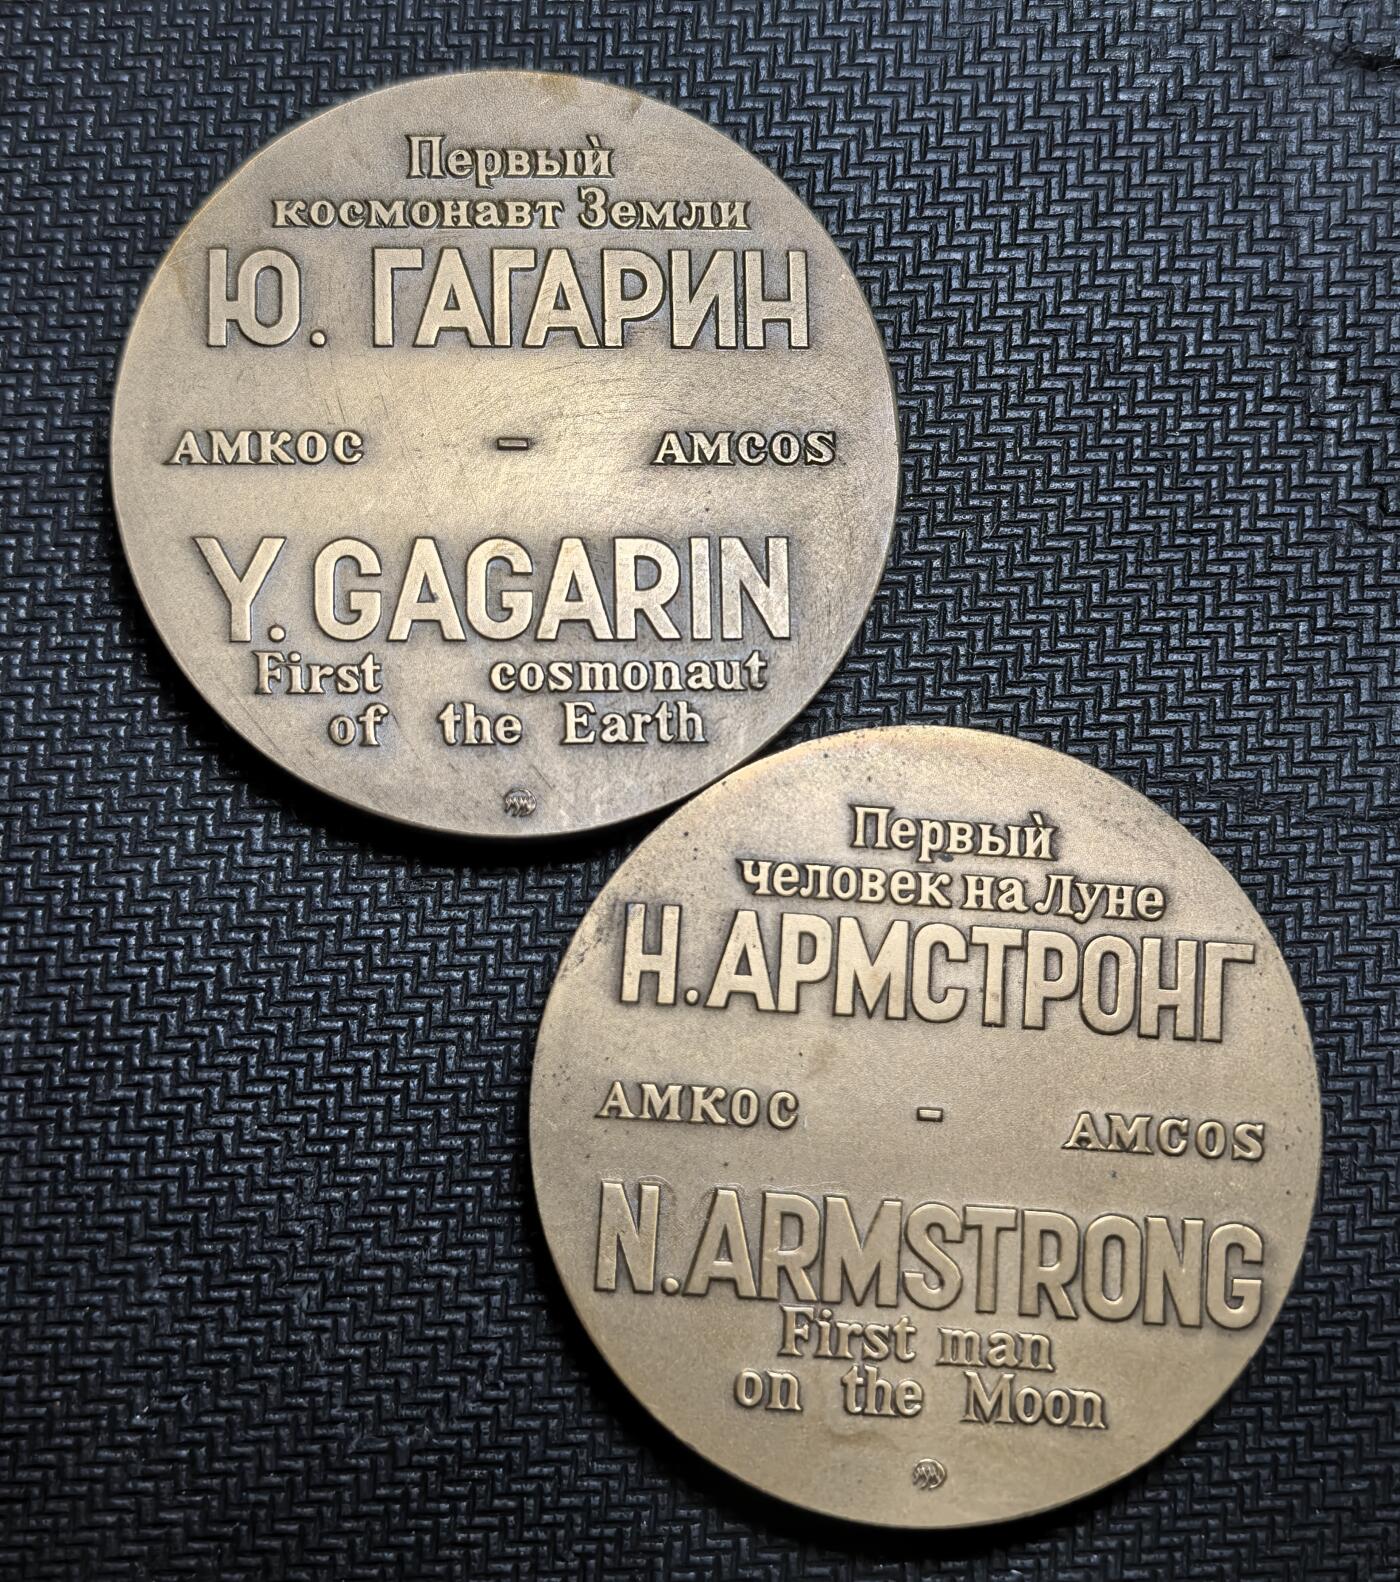 Первый
космонавт Земли
Ю. ГАГАРИН
АМКОС - AMCOS
Y. GAGARIN
First cosmonaut
of the Earth
Первый
человек на Луне
Н. АРМСТРОНГ
АМКОС - AMCOS
N. ARMSTRONG
First man
on the Moon